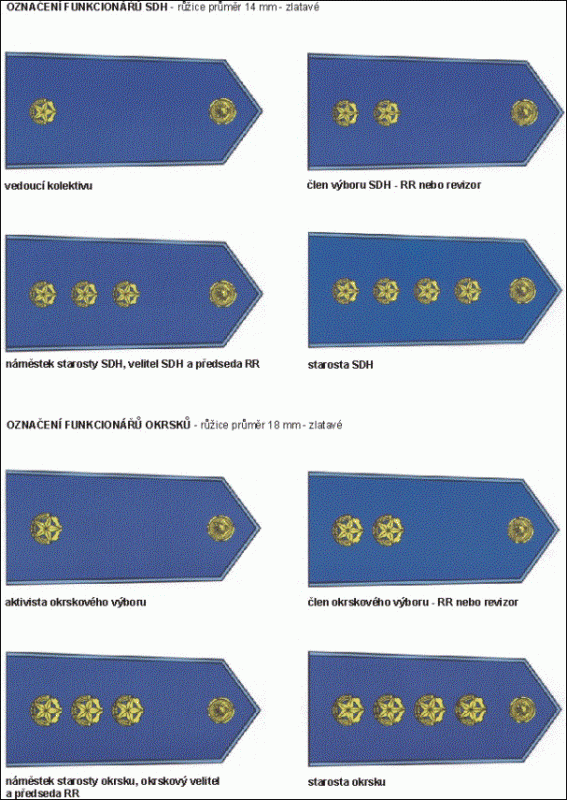 OZNAČENÍ FUNKCIONÁŘŮ SDH - růžice průměr 14 mm - zlatavé
vedoucí kolektivu
člen výboru SDH - RR nebo revizor
náměstek starosty SDH, velitel SDH a předseda RR
starosta SDH
OZNAČENÍ FUNKCIONÁŘŮ OKRSKŮ - růžice průměr 18 mm - zlatavé
aktivista okrskového výboru
člen okrskového výboru - RR nebo revizor
náměstek starosty okrsku, okrskový velitel
a předseda RR
starosta okrsku